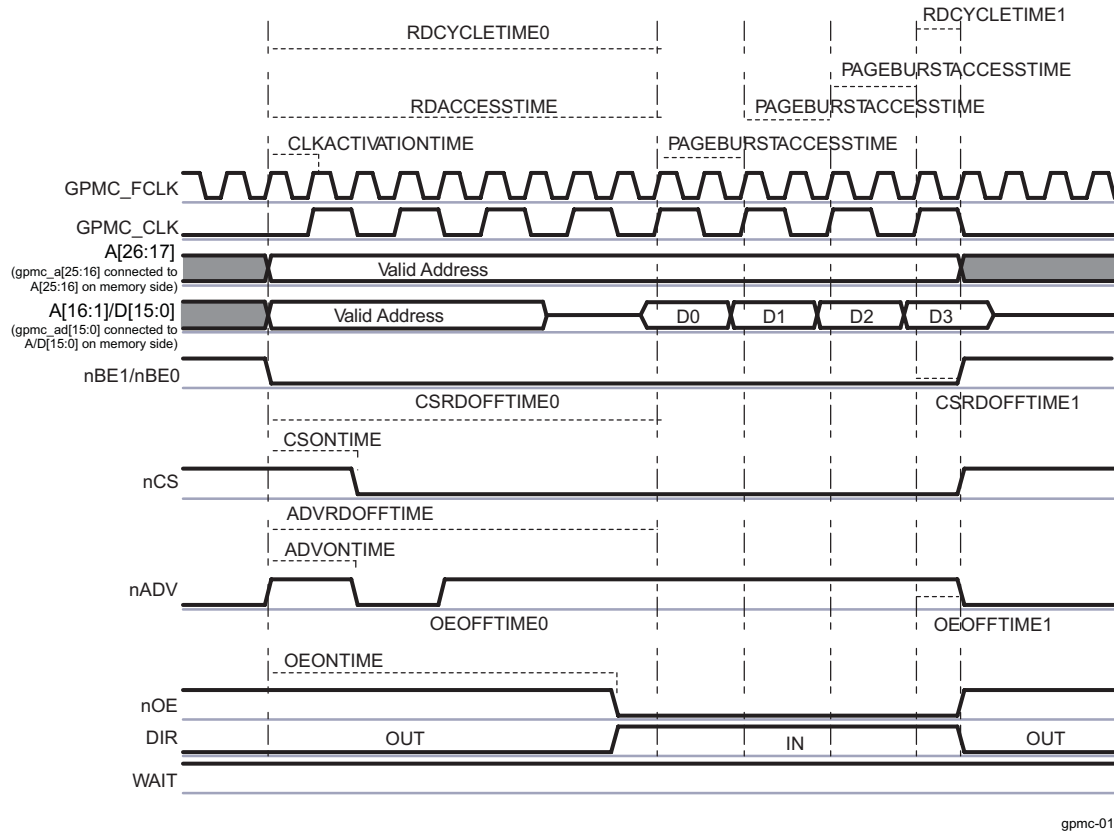 RDCYCLETIME1
RDCYCLETIME0
PAGEBURSTACCESSTIME
RDACCESSTIME
PAGEBURSTACCESSTIME
CLKACTIVATIONTIME
PAGEBURSTACCESSTIME
GPMC_FCLK
GPMC_CLK
A[26:17]
(gpmc_a[25:16] connected to
A[25:16] on memory side)
Valid Address
A[16:1]/D[15:0]
(gpmc_ad[15:0] connected to
A/D[15:0] on memory side)
Valid Address
D0
D1
D2
D3
nBE1/nBE0
CSRDOFFTIME0
CSRDOFFTIME1
CSONTIME
nCS
ADVRDOFFTIME
ADVONTIME
nADV
OEOFFTIME0
OEOFFTIME1
OEONTIME
nOE
DIR
OUT
IN
OUT
WAIT
gpmc-01